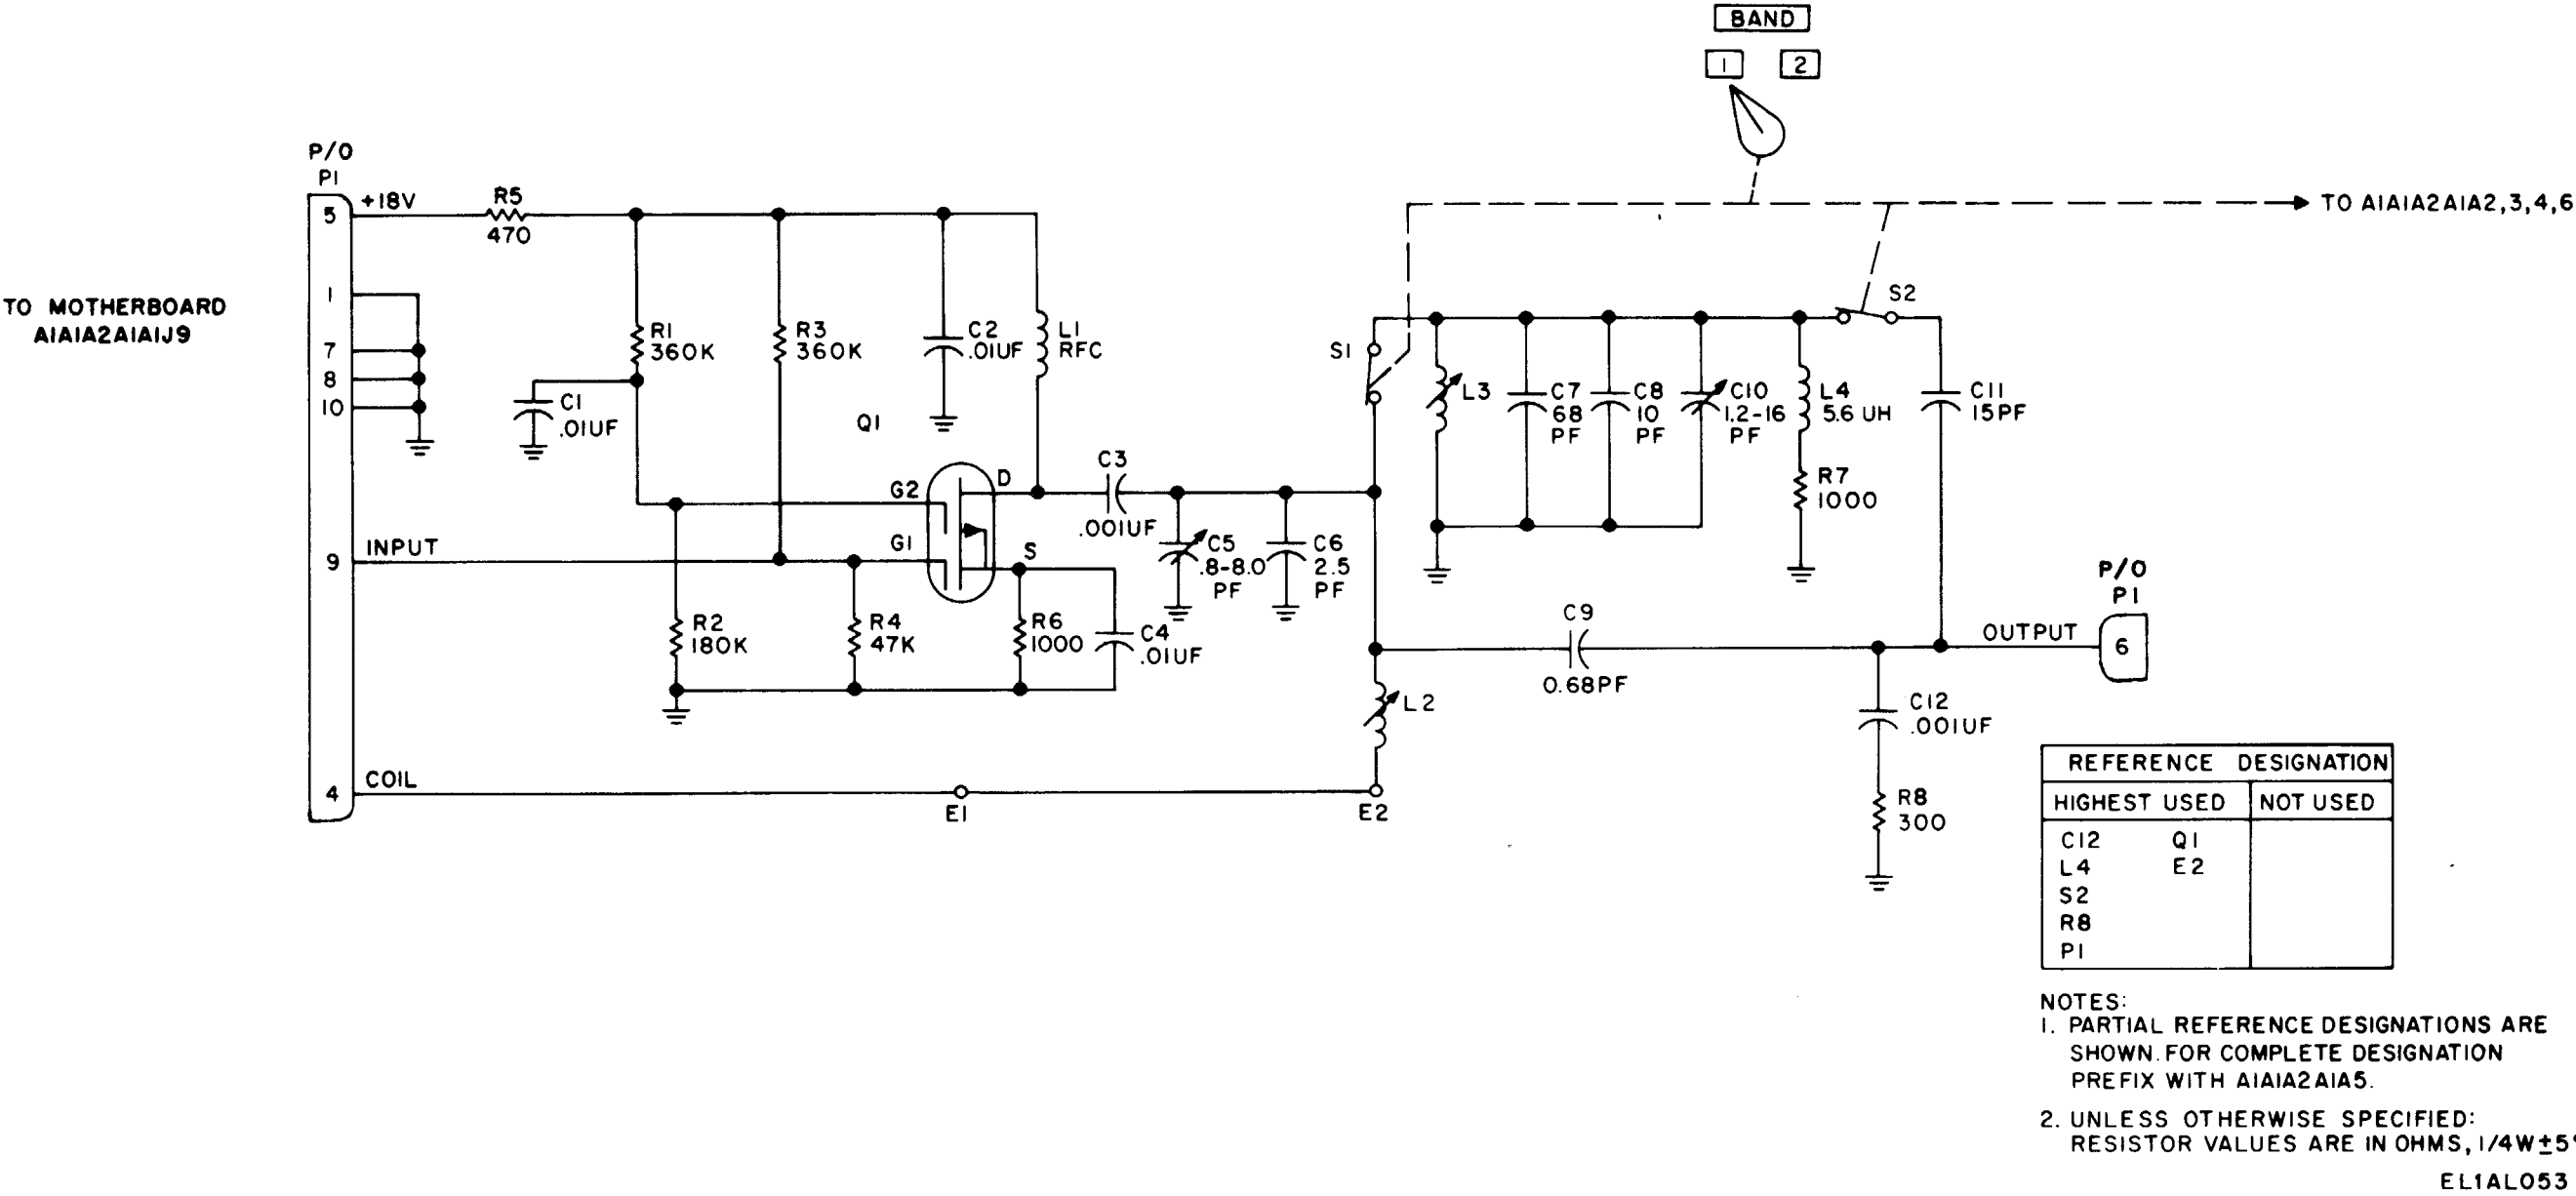 BAND
1 2
P/O
P1
5 +18V
R5
470
TO A1A1A2A1A2,3,4,6
TO MOTHERBOARD
A1A1A2A1A1J9
1
7
8
10
R1
360K
R3
360K
C2
.01UF
L1
RFC
C1
.01UF
Q1
S1
S2
L3
C7
68
PF
C8
10
PF
C10
1.2-16
PF
L4
5.6 UH
C11
15PF
R7
1000
G2
D
C3
.001UF
G1
S
9 INPUT
C5
.8-8.0
PF
C6
2.5
PF
R2
180K
R4
47K
R6
1000
C4
.01UF
C9
0.68PF
OUTPUT
P/O
P1
6
L2
C12
.001UF
R8
300
4 COIL
E1
E2
REFERENCE DESIGNATION
HIGHEST USED NOT USED
C12 Q1
L4 E2
S2
R8
P1
NOTES:
1. PARTIAL REFERENCE DESIGNATIONS ARE
SHOWN. FOR COMPLETE DESIGNATION
PREFIX WITH A1A1A2A1A5.
2. UNLESS OTHERWISE SPECIFIED:
RESISTOR VALUES ARE IN OHMS, 1/4W±5
EL1AL053